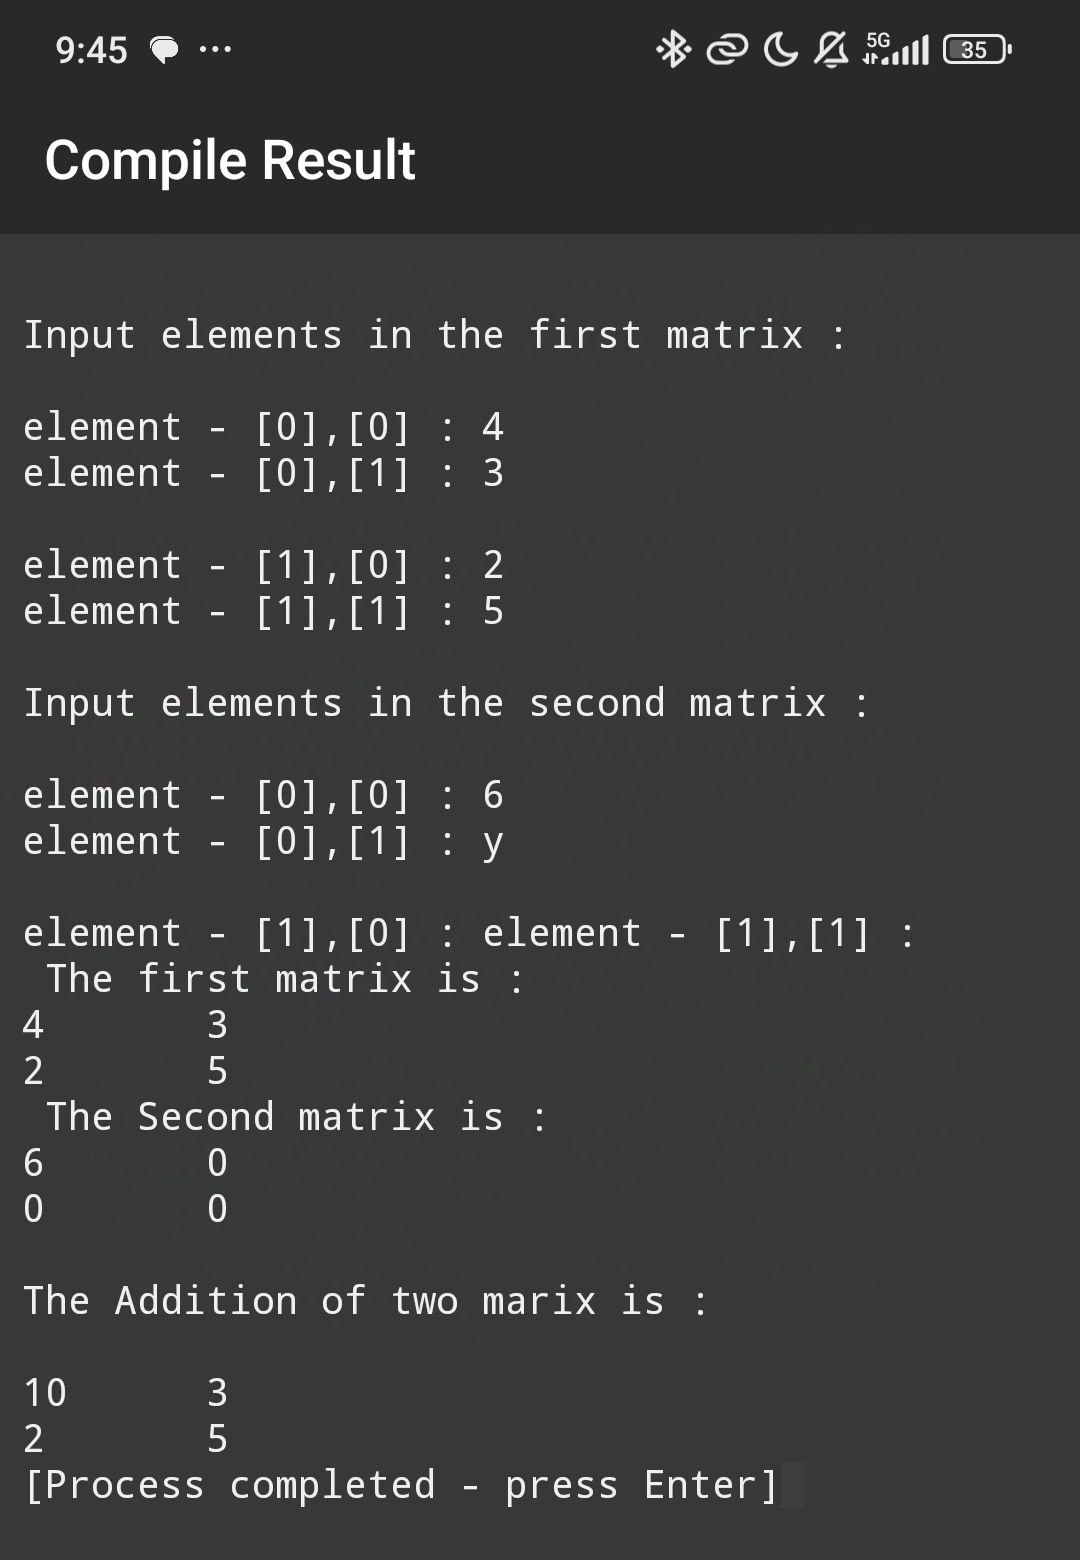 9:45 ... 5G 35
Compile Result
Input elements in the first matrix :
element - [0],[0] : 4
element - [0],[1] : 3
element - [1],[0] : 2
element - [1],[1] : 5
Input elements in the second matrix :
element - [0],[0] : 6
element - [0],[1] : y
element - [1],[0] : element - [1],[1] :
The first matrix is :
4 3
2 5
The Second matrix is :
6 0
0 0
The Addition of two marix is :
10 3
2 5
[Process completed - press Enter]